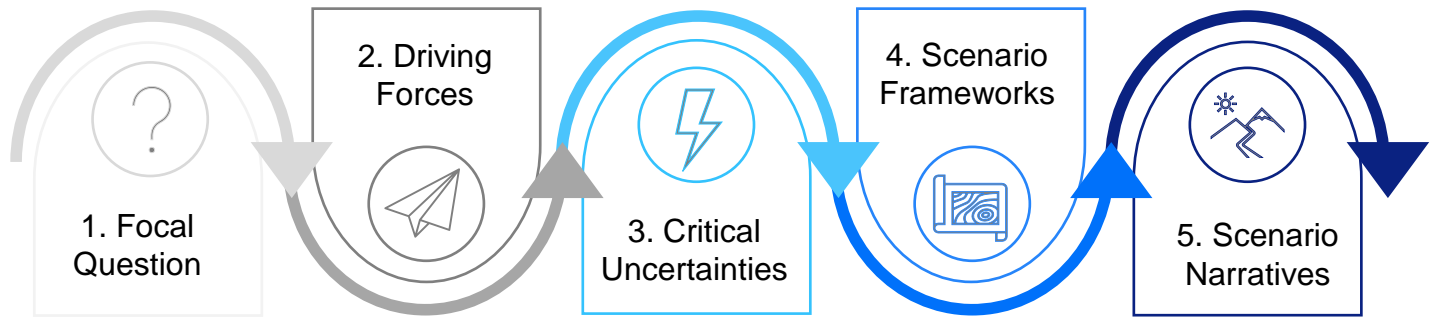 1. Focal
Question
2. Driving
Forces
3. Critical
Uncertainties
4. Scenario
Frameworks
5. Scenario
Narratives